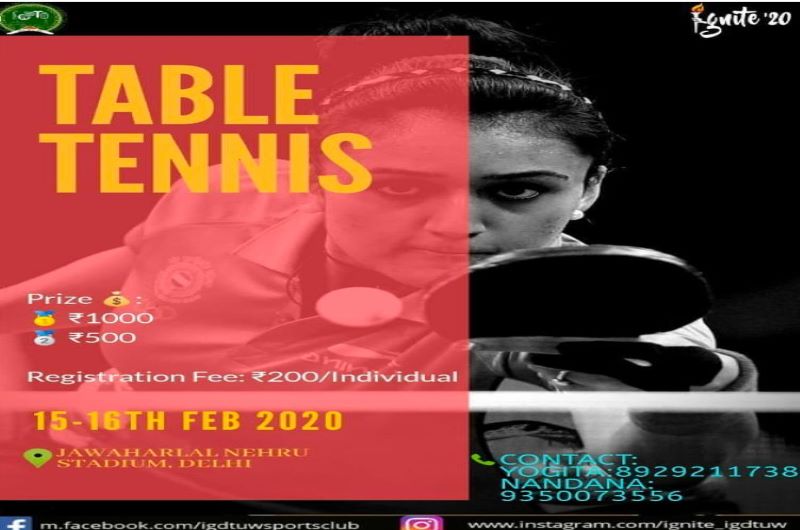 ignite '20
TABLE
TENNIS
Prize 💰 :
🥇 ₹1000
🥈 ₹500
Registration Fee: ₹200/Individual
15-16TH FEB 2020
JAWAHARLAL NEHRU
STADIUM, DELHI
CONTACT:
YOGITA:8929211738
NANDANA:
9350073556
m.facebook.com/igdtuwsportsclub
www.instagram.com/ignite_igdtuw